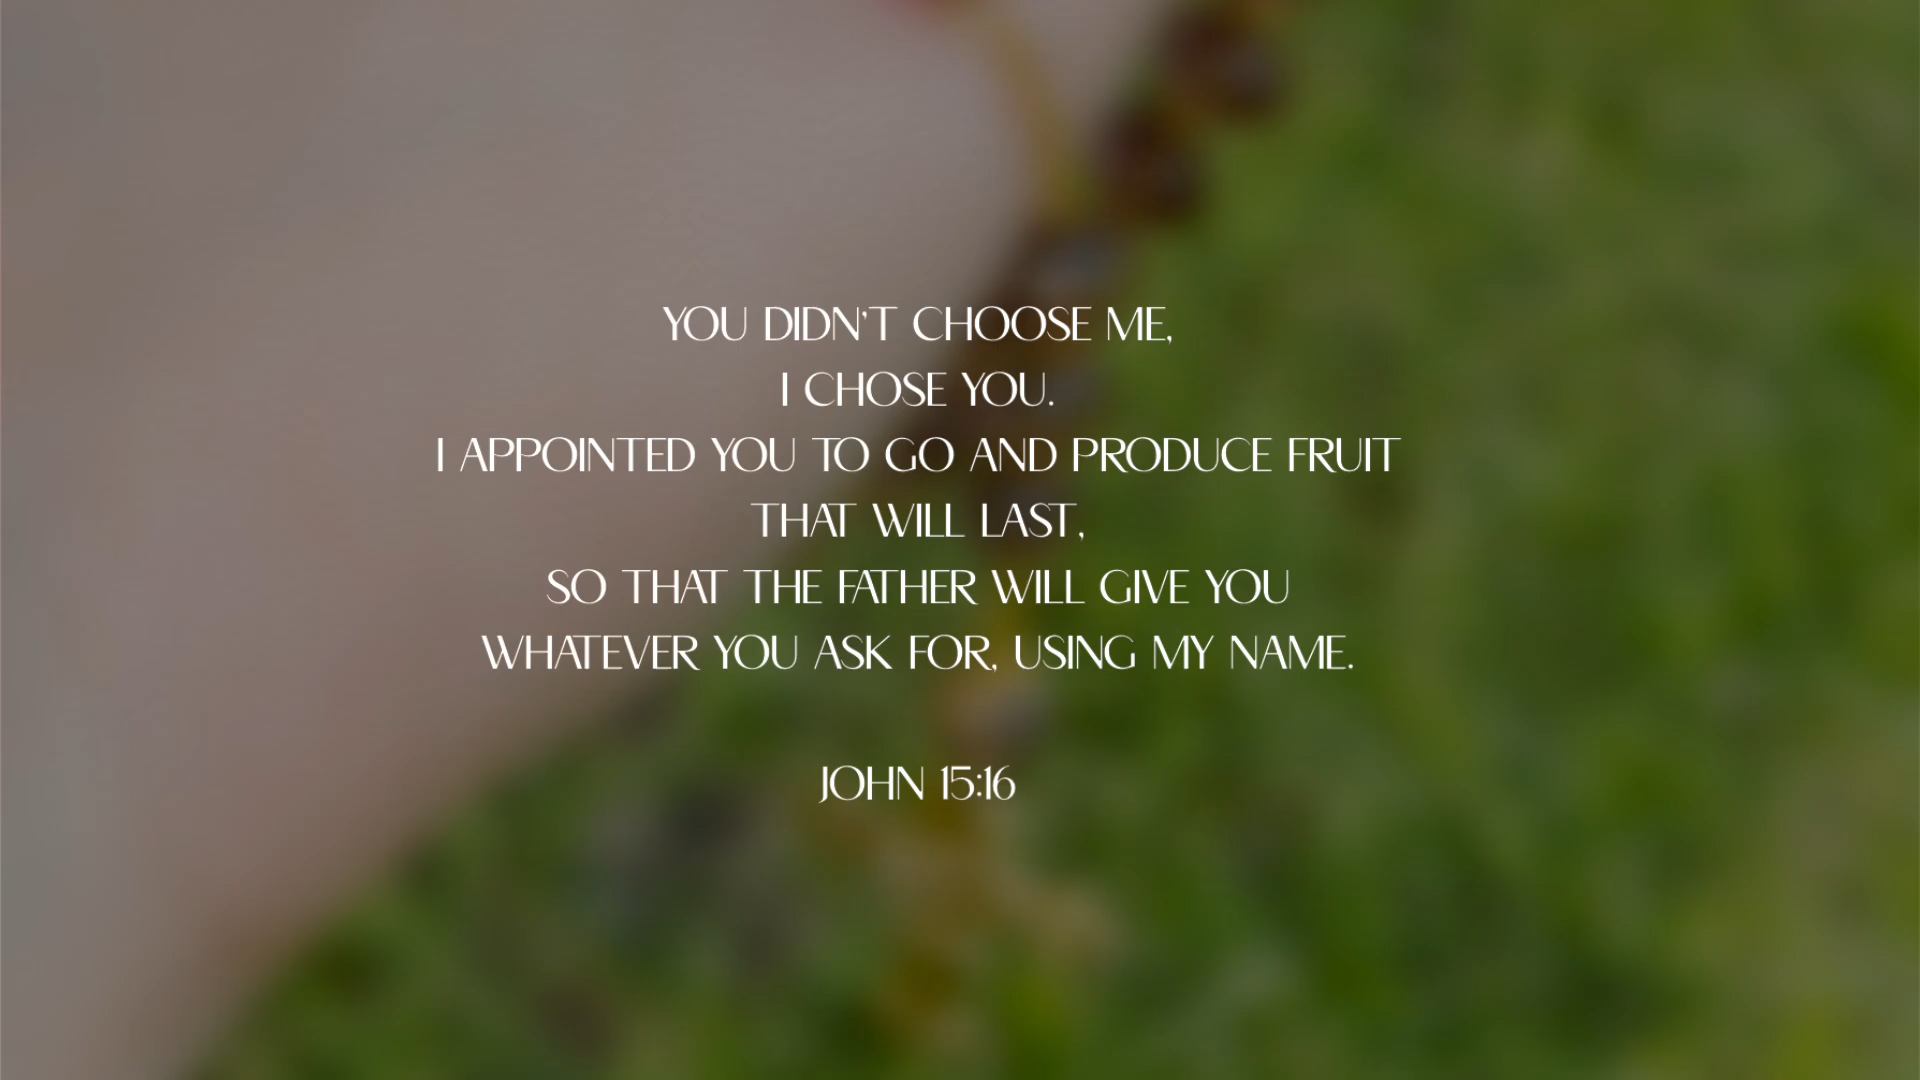 YOU DIDN'T CHOOSE ME,
I CHOSE YOU.
I APPOINTED YOU TO GO AND PRODUCE FRUIT
THAT WILL LAST,
SO THAT THE FATHER WILL GIVE YOU
WHATEVER YOU ASK FOR, USING MY NAME.
JOHN 15:16